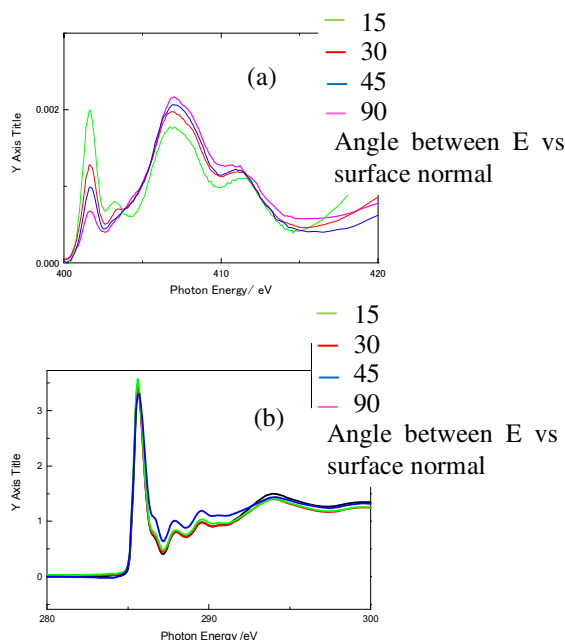 15
30
45
90
Angle between E vs
surface normal
(a)
Y Axis Title
0.002
0.000
400
410
420
Photon Energy/ eV
15
30
45
90
Angle between E vs
surface normal
(b)
Y Axis Title
3
2
1
0
280
290
300
Photon Energy /eV